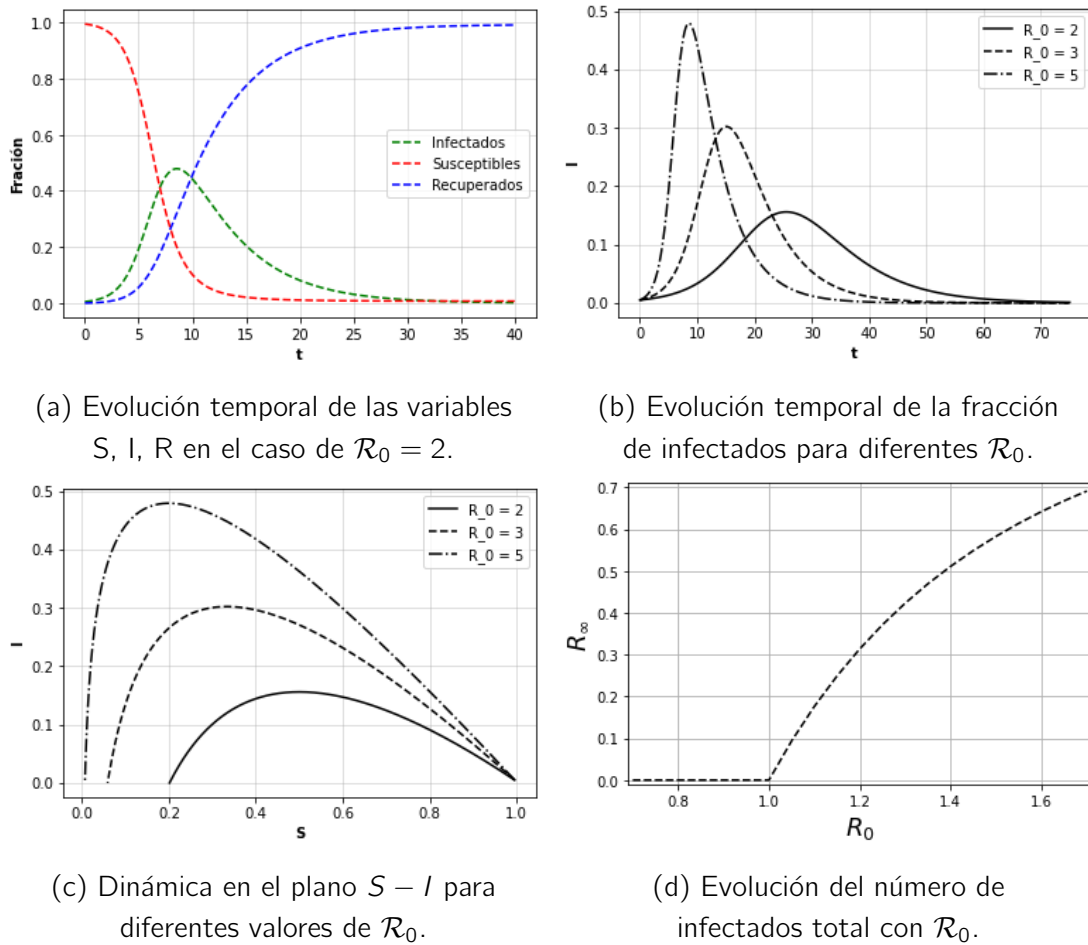 1.0
0.8
0.6
0.4
0.2
0.0
Fración
Infectados
Susceptibles
Recuperados
0 5 10 15 20 25 30 35 40
t
(a) Evolución temporal de las variables
S, I, R en el caso de R₀ = 2.
0.5
0.4
0.3
0.2
0.1
0.0
I
R_0 = 2
R_0 = 3
R_0 = 5
0 10 20 30 40 50 60 70
t
(b) Evolución temporal de la fracción
de infectados para diferentes R₀.
0.5
0.4
0.3
0.2
0.1
0.0
I
R_0 = 2
R_0 = 3
R_0 = 5
0.0 0.2 0.4 0.6 0.8 1.0
S
(c) Dinámica en el plano S − I para
diferentes valores de R₀.
0.7
0.6
0.5
0.4
0.3
0.2
0.1
0.0
R∞
0.8 1.0 1.2 1.4 1.6
R₀
(d) Evolución del número de
infectados total con R₀.